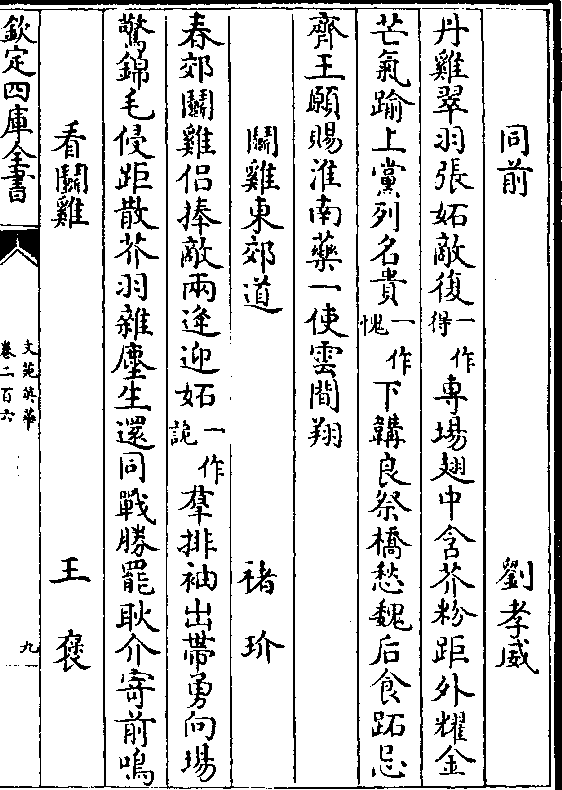 同前 劉孝威
丹雞翠羽張妬敵復一作得專場翅中含芥粉距外耀金
芒氣踰上黨列名貴一作愧下韝良祭橋愁魏后食跖忌
齊王願賜淮南藥一使雲間翔
鬬雞東郊道 褚玠
春郊鬬雞侣捧敵兩逢迎妬一作詭羣排袖出帶勇向場
驚錦毛侵距散芥羽雜塵生還同戰勝罷耿介寄前鳴
看鬬雞 王褒
欽定四庫全書 文苑英華 卷二百六 九